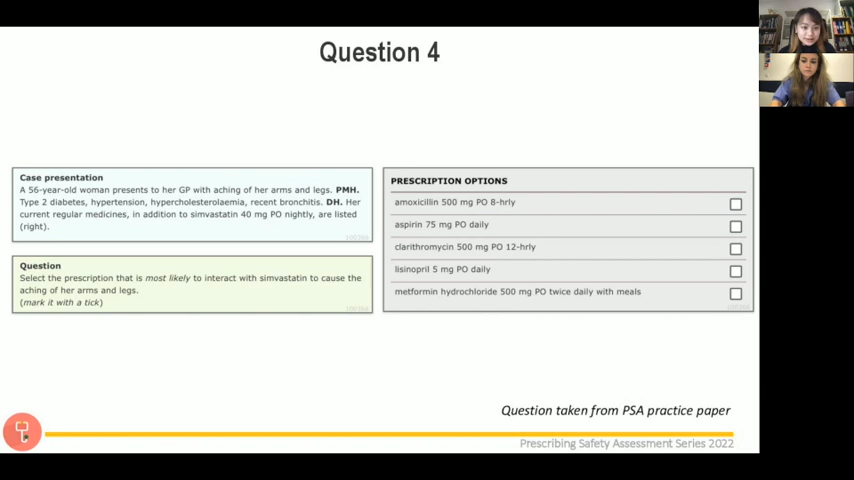 Question 4
Case presentation
A 56-year-old woman presents to her GP with aching of her arms and legs. PMH.
Type 2 diabetes, hypertension, hypercholesterolaemia, recent bronchitis. DH. Her
current regular medicines, in addition to simvastatin 40 mg PO nightly, are listed
(right).
Question
Select the prescription that is most likely to interact with simvastatin to cause the
aching of her arms and legs.
(mark it with a tick)
PRESCRIPTION OPTIONS
amoxicillin 500 mg PO 8-hrly
aspirin 75 mg PO daily
clarithromycin 500 mg PO 12-hrly
lisinopril 5 mg PO daily
metformin hydrochloride 500 mg PO twice daily with meals
Question taken from PSA practice paper
Prescribing Safety Assessment Series 2022